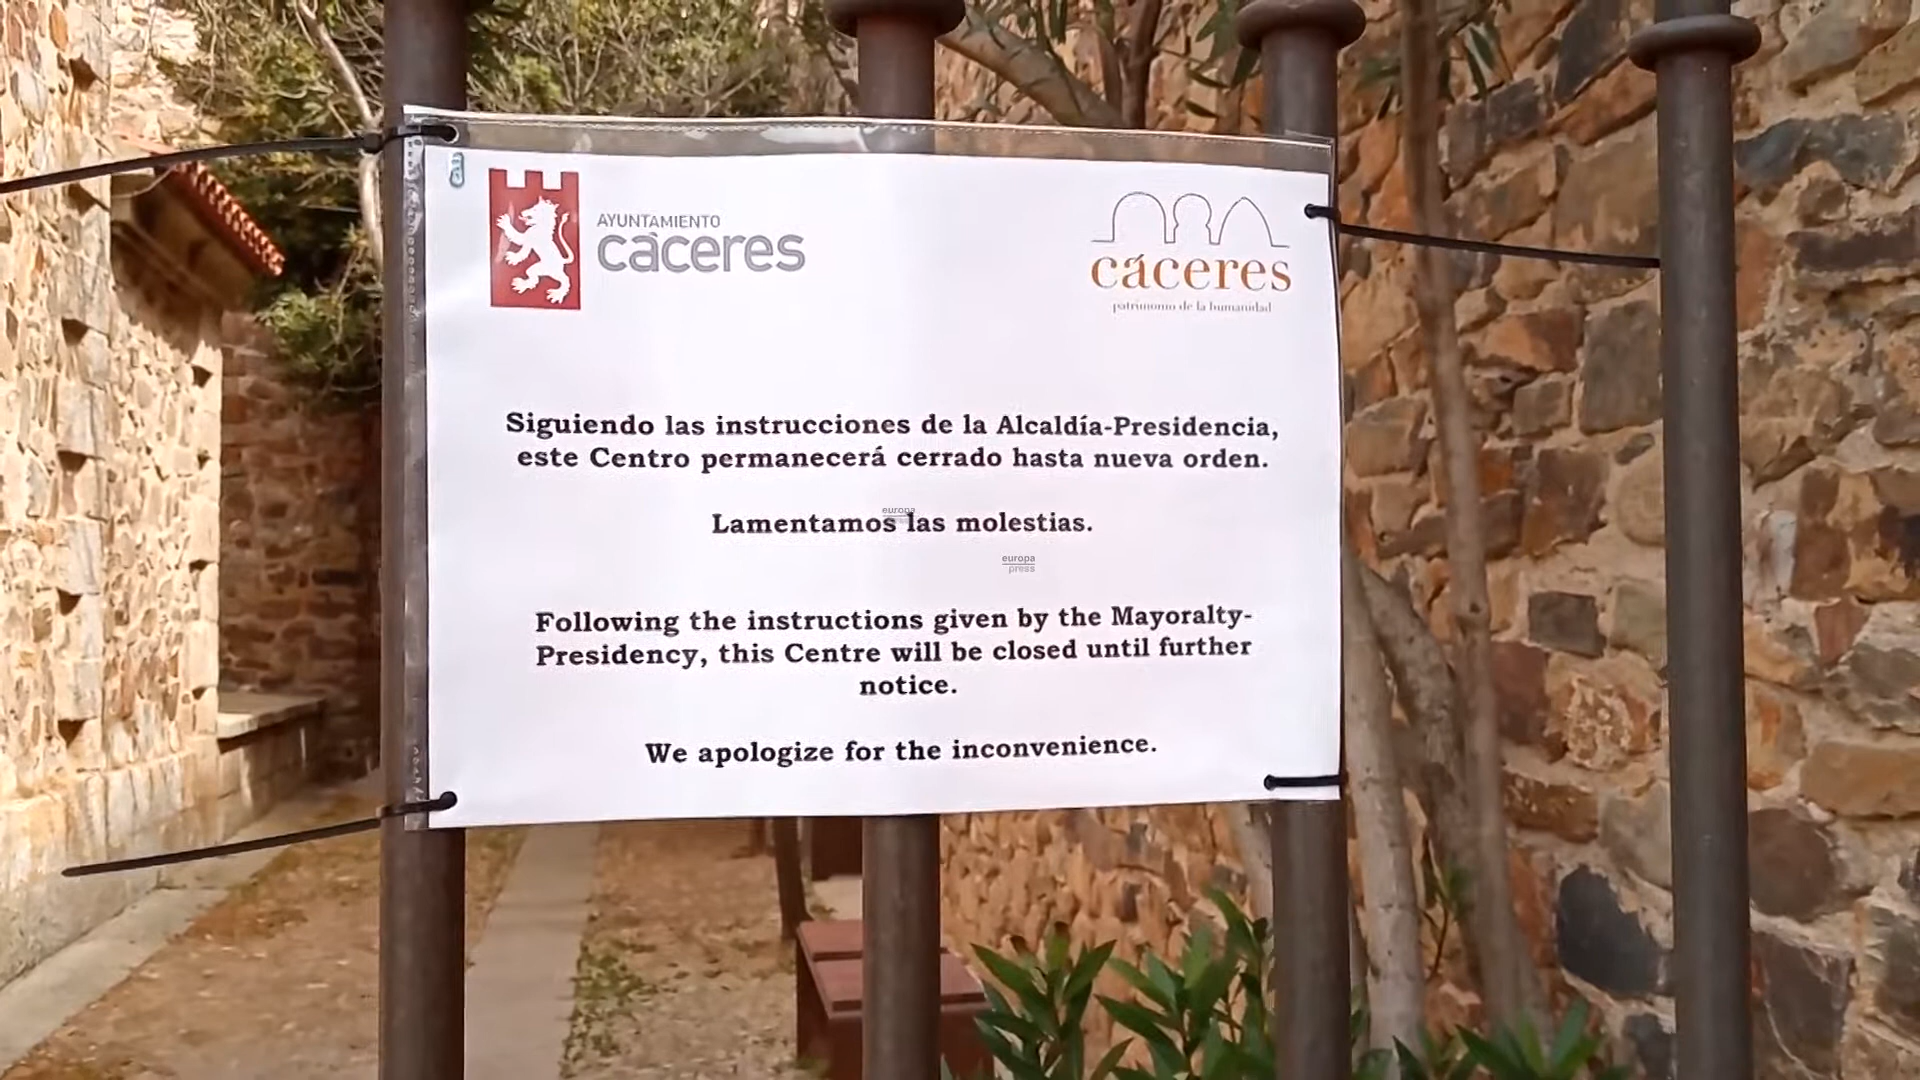 AYUNTAMIENTO
cáceres
cáceres
patrimonio de la humanidad
Siguiendo las instrucciones de la Alcaldía-Presidencia,
este Centro permanecerá cerrado hasta nueva orden.
Lamentamos las molestias.
europa
press
europa
press
Following the instructions given by the Mayoralty-
Presidency, this Centre will be closed until further
notice.
We apologize for the inconvenience.